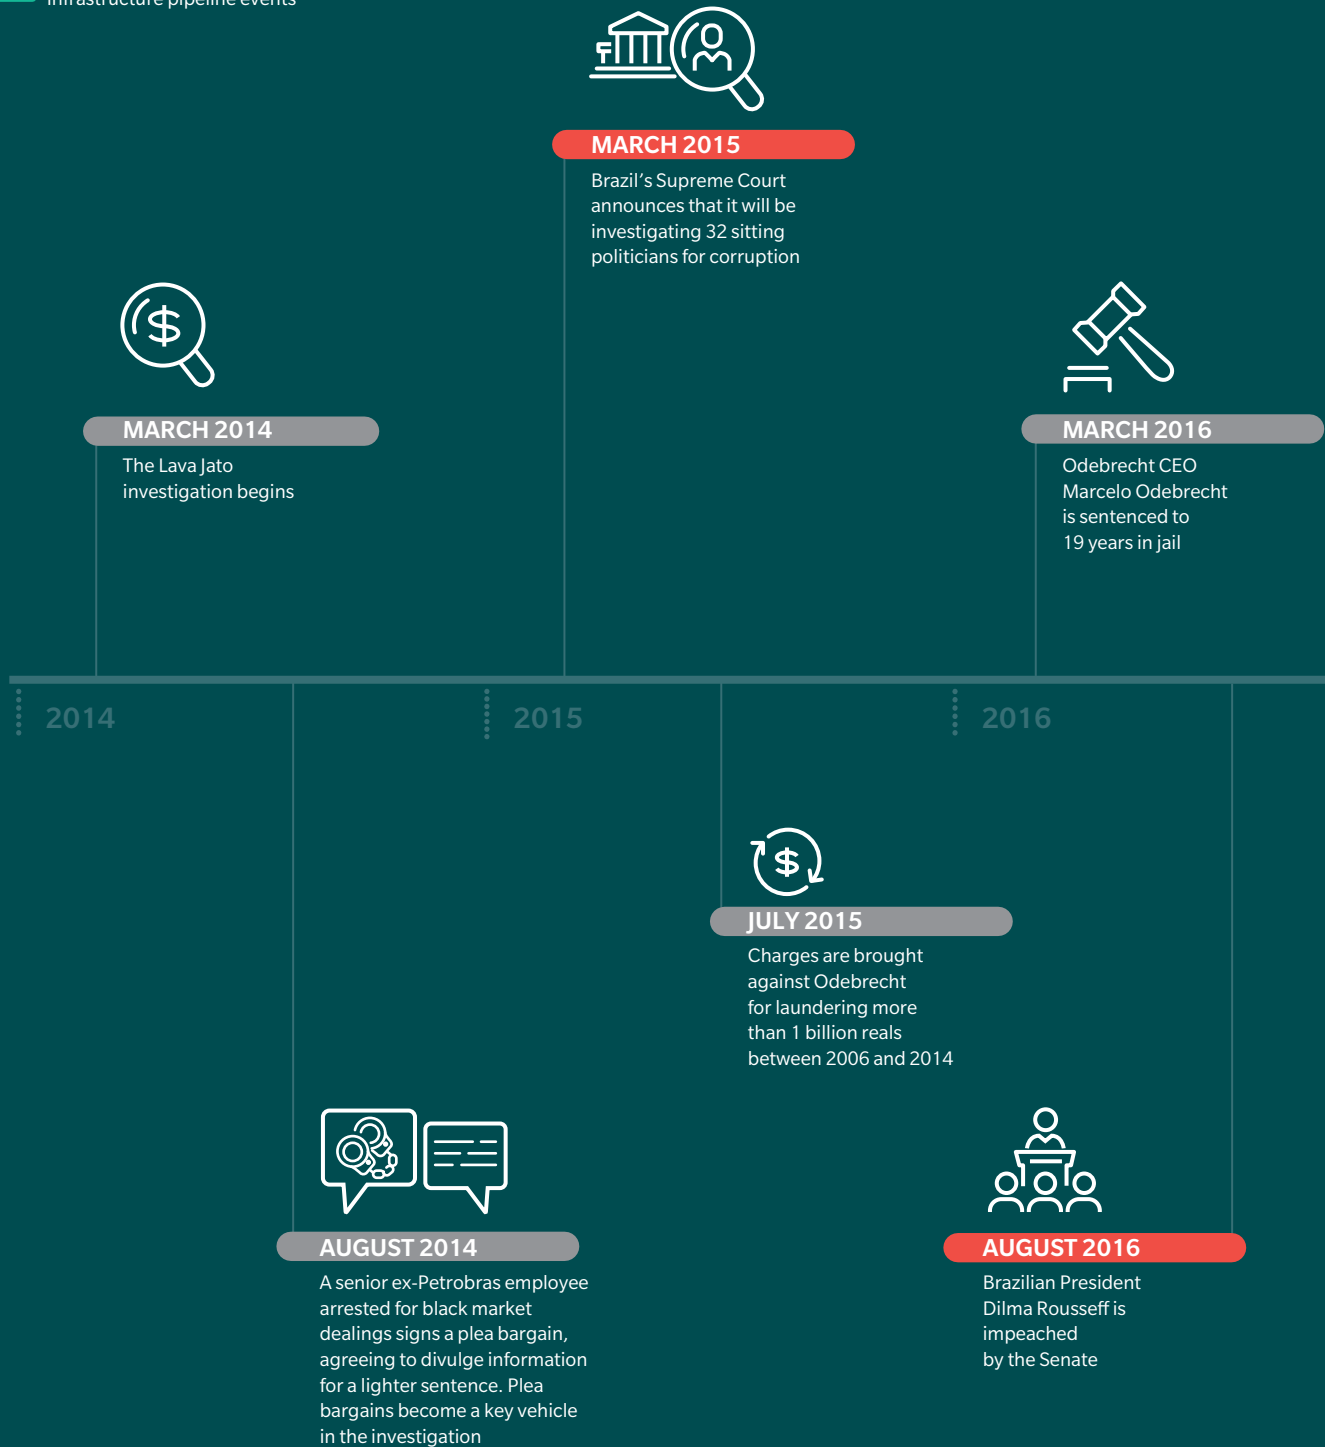 infrastructure pipeline events
MARCH 2015
Brazil's Supreme Court
announces that it will be
investigating 32 sitting
politicians for corruption
MARCH 2014
The Lava Jato
investigation begins
MARCH 2016
Odebrecht CEO
Marcelo Odebrecht
is sentenced to
19 years in jail
2014
2015
2016
JULY 2015
Charges are brought
against Odebrecht
for laundering more
than 1 billion reals
between 2006 and 2014
AUGUST 2014
A senior ex-Petrobras employee
arrested for black market
dealings signs a plea bargain,
agreeing to divulge information
for a lighter sentence. Plea
bargains become a key vehicle
in the investigation
AUGUST 2016
Brazilian President
Dilma Rousseff is
impeached
by the Senate